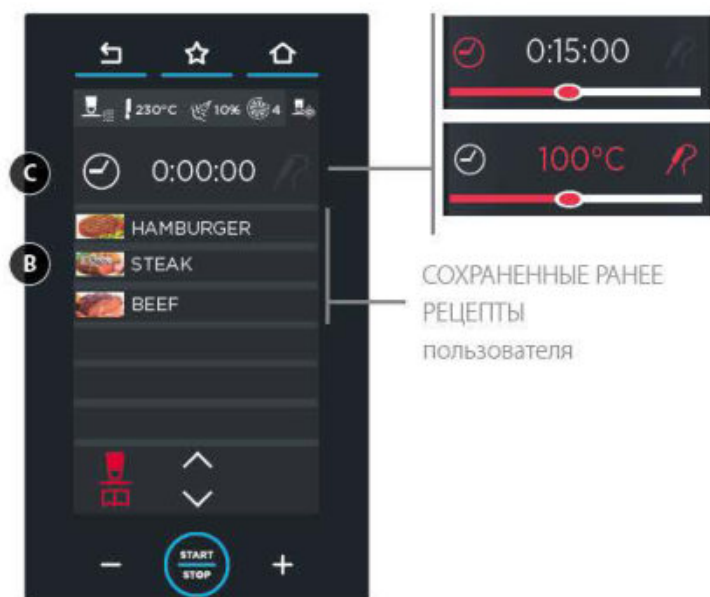 230°C 10% 4
C
0:00:00
HAMBURGER
B
STEAK
BEEF
START
STOP
0:15:00
100°C
СОХРАНЕННЫЕ РАНЕЕ
РЕЦЕПТЫ
пользователя